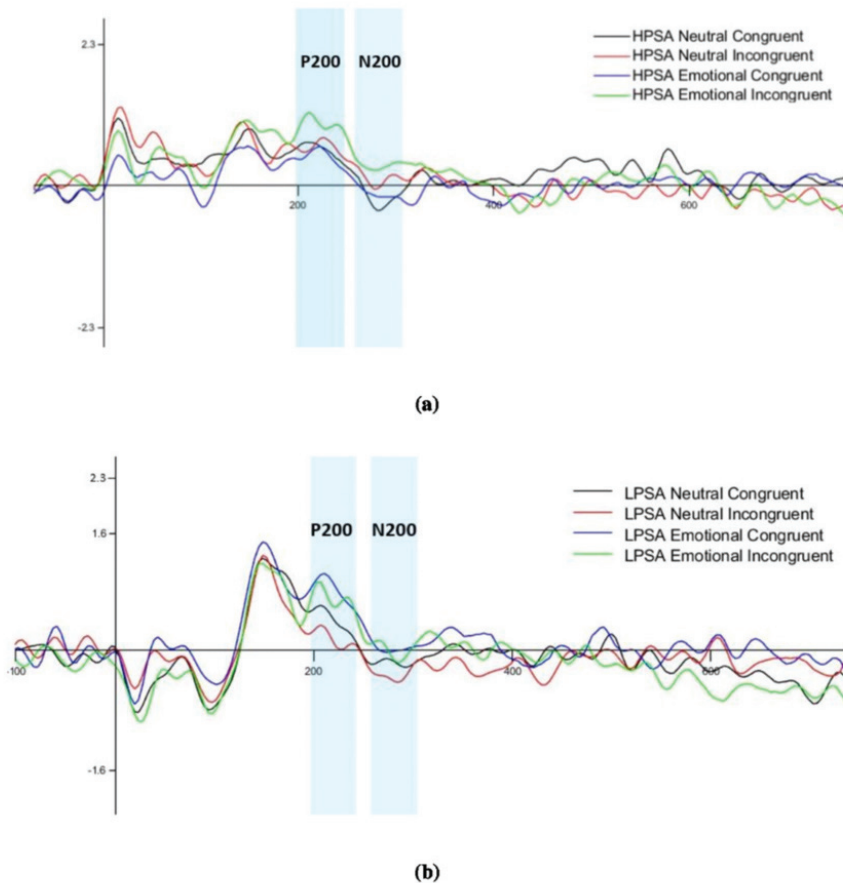 2.3
P200 N200
HPSA Neutral Congruent
HPSA Neutral Incongruent
HPSA Emotional Congruent
HPSA Emotional Incongruent
200 400 600
-2.3
(a)
2.3
1.6
P200 N200
LPSA Neutral Congruent
LPSA Neutral Incongruent
LPSA Emotional Congruent
LPSA Emotional Incongruent
-100 200 400 600
-1.6
(b)